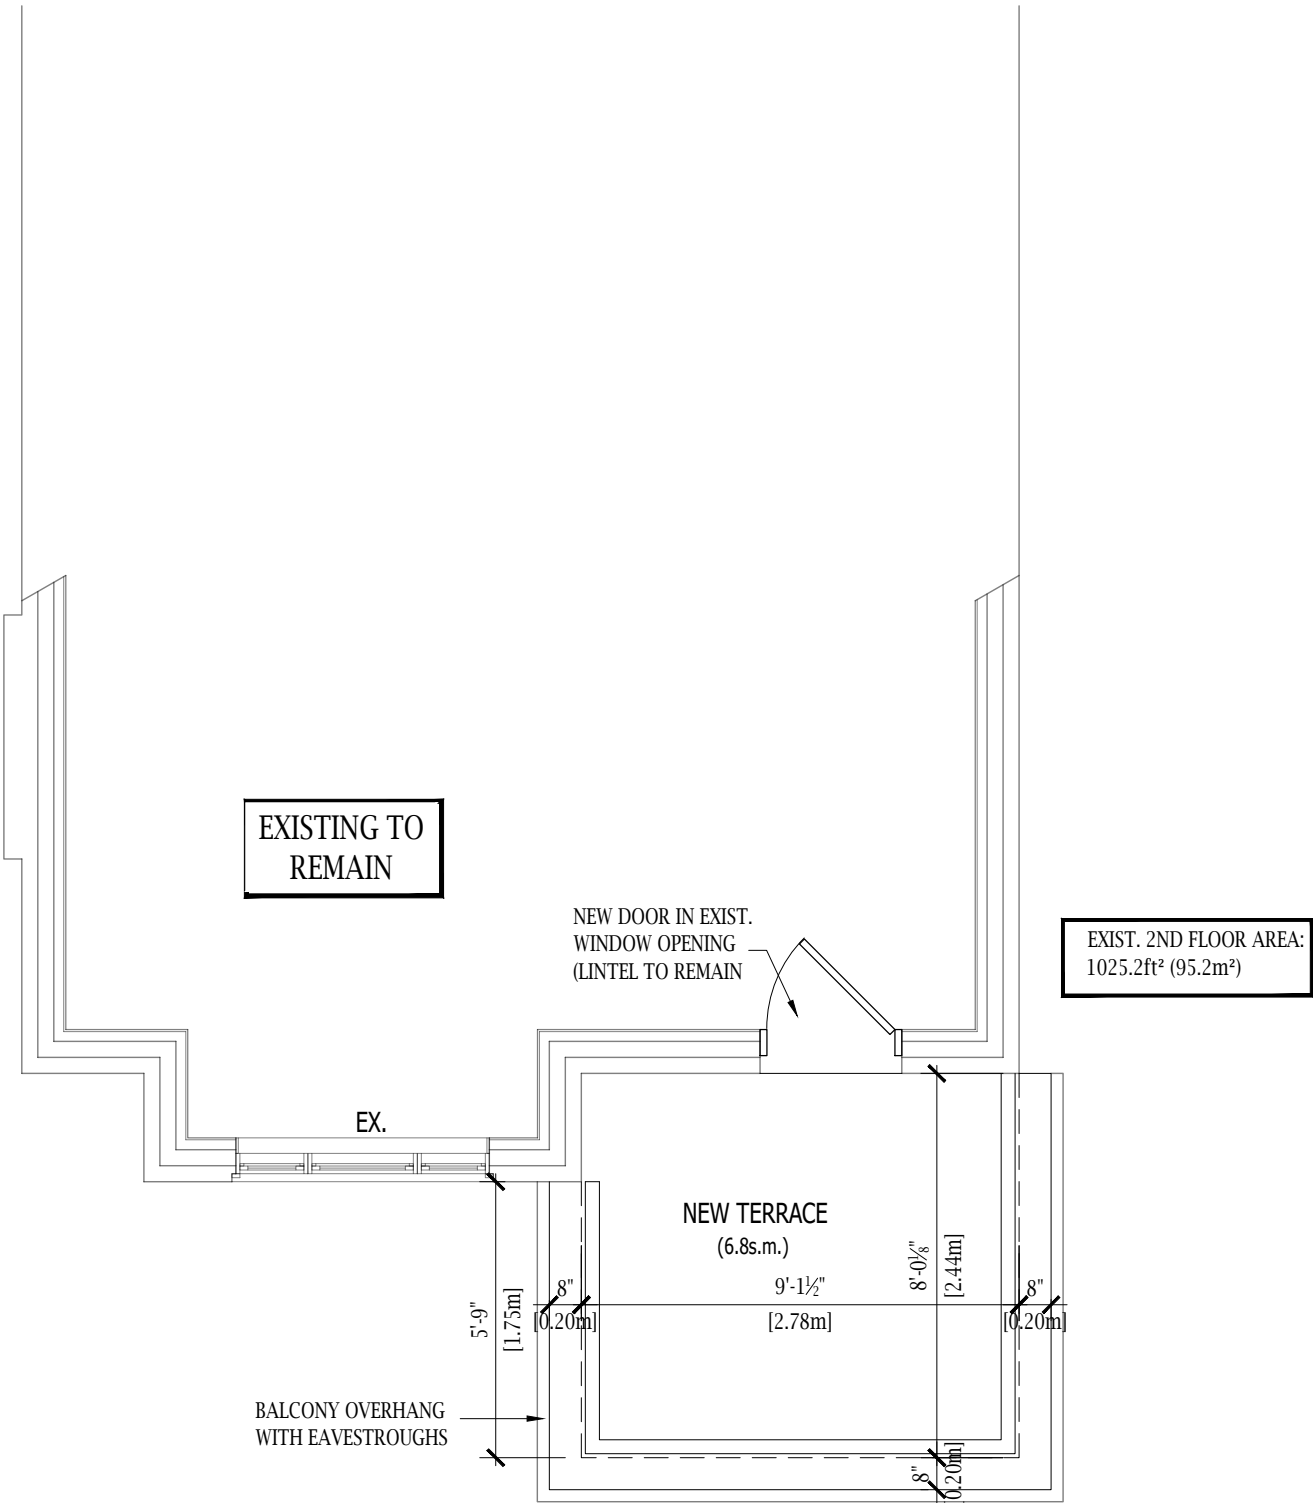 EXISTING TO
REMAIN
NEW DOOR IN EXIST.
WINDOW OPENING
(LINTEL TO REMAIN
EXIST. 2ND FLOOR AREA:
1025.2ft² (95.2m²)
EX.
NEW TERRACE
(6.8s.m.)
8'-0⅛"
[2.44m]
5'-9"
[1.75m]
8"
[0.20m]
9'-1½"
[2.78m]
8"
[0.20m]
BALCONY OVERHANG
WITH EAVESTROUGHS
8"
0.20m]